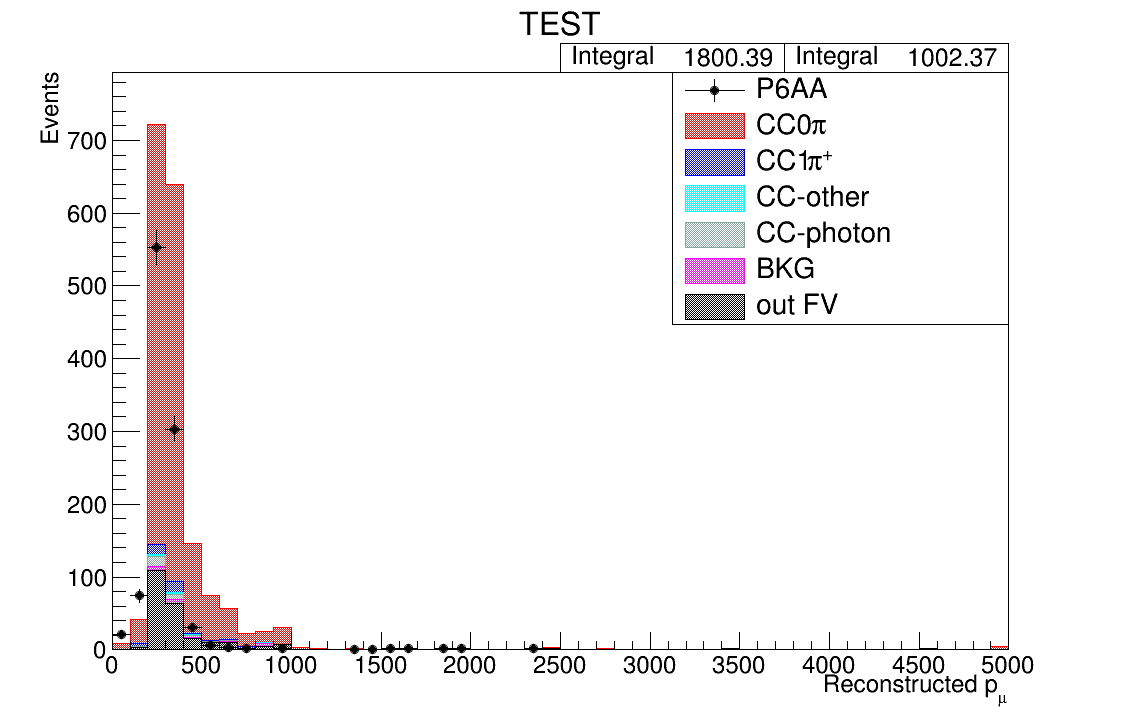 TEST
Integral 1800.39 Integral 1002.37
P6AA
CC0π
CC1π⁺
CC-other
CC-photon
BKG
out FV
Events
700
600
500
400
300
200
100
0
0 500 1000 1500 2000 2500 3000 3500 4000 4500 5000
Reconstructed pμ